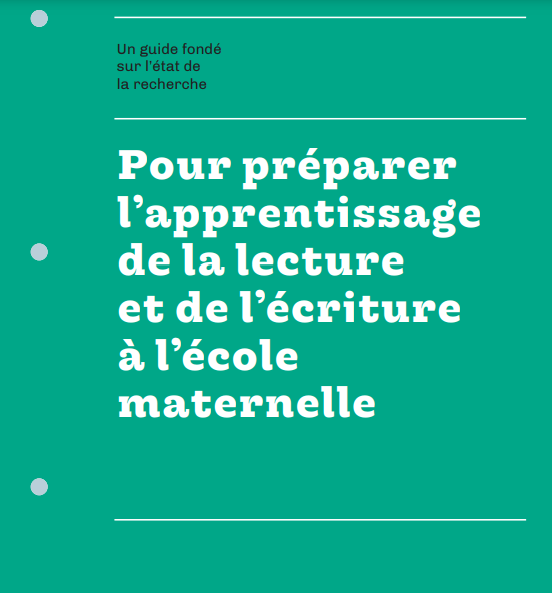 Un guide fondé
sur l’état de
la recherche
Pour préparer
l’apprentissage
de la lecture
et de l’écriture
à l’école
maternelle